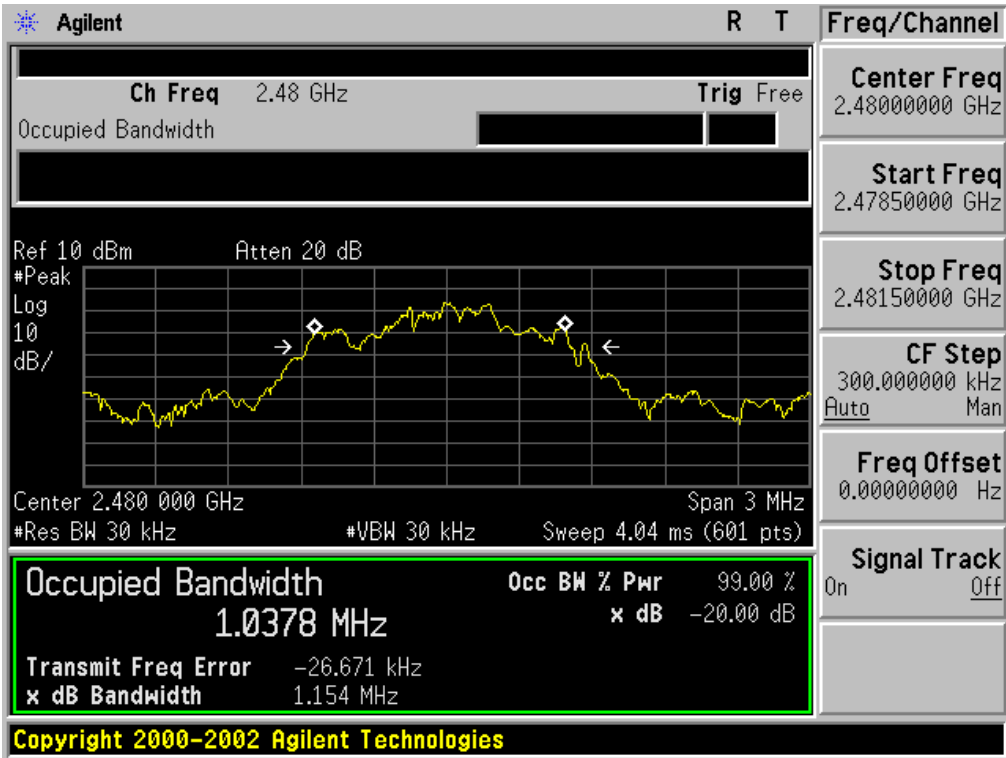 Agilent R T Freq/Channel
Ch Freq 2.48 GHz Trig Free
Occupied Bandwidth
Center Freq
2.48000000 GHz
Start Freq
2.47850000 GHz
Stop Freq
2.48150000 GHz
CF Step
300.000000 kHz
Auto Man
Freq Offset
0.00000000 Hz
Signal Track
On Off
Ref 10 dBm Atten 20 dB
#Peak
Log
10
dB/
Center 2.480 000 GHz Span 3 MHz
#Res BW 30 kHz #VBW 30 kHz Sweep 4.04 ms (601 pts)
Occupied Bandwidth Occ BW % Pwr 99.00 %
1.0378 MHz x dB -20.00 dB
Transmit Freq Error -26.671 kHz
x dB Bandwidth 1.154 MHz
Copyright 2000-2002 Agilent Technologies